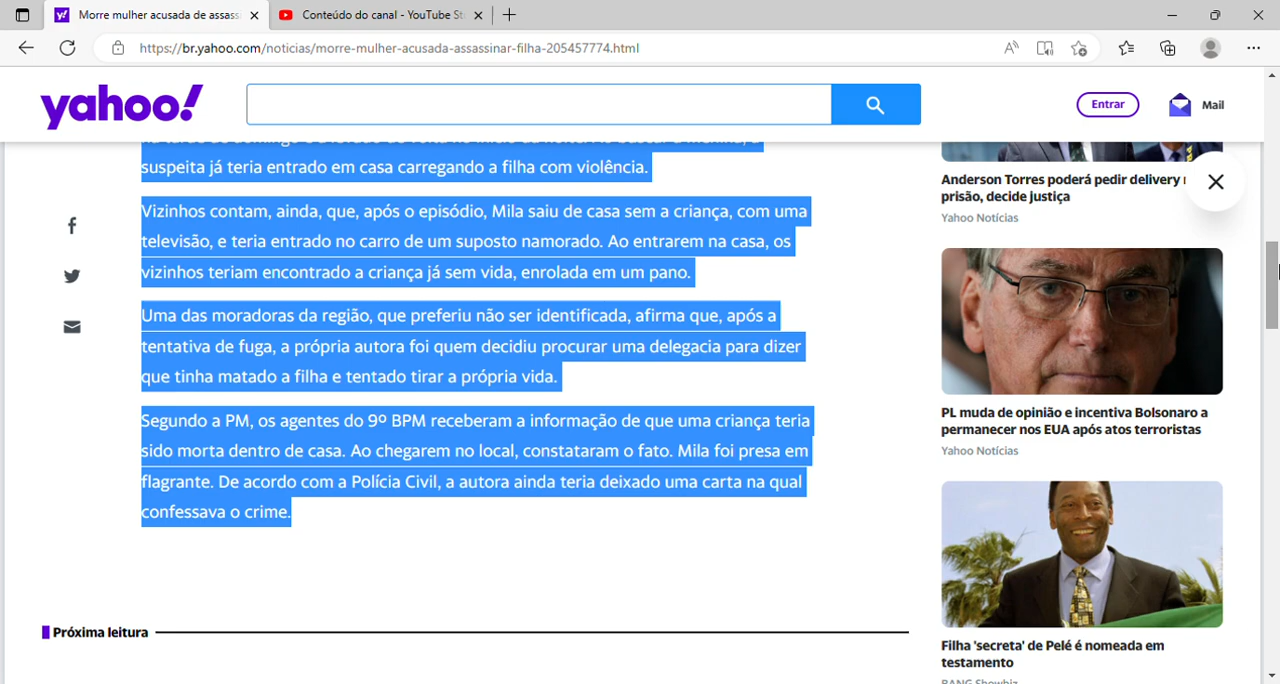 Morre mulher acusada de assass
Conteúdo do canal - YouTube St
https://br.yahoo.com/noticias/morre-mulher-acusada-assassinar-filha-205457774.html
yahoo!
Entrar
Mail
suspeita já teria entrado em casa carregando a filha com violência.
Vizinhos contam, ainda, que, após o episódio, Mila saiu de casa sem a criança, com uma
televisão, e teria entrado no carro de um suposto namorado. Ao entrarem na casa, os
vizinhos teriam encontrado a criança já sem vida, enrolada em um pano.
Uma das moradoras da região, que preferiu não ser identificada, afirma que, após a
tentativa de fuga, a própria autora foi quem decidiu procurar uma delegacia para dizer
que tinha matado a filha e tentado tirar a própria vida.
Segundo a PM, os agentes do 9º BPM receberam a informação de que uma criança teria
sido morta dentro de casa. Ao chegarem no local, constataram o fato. Mila foi presa em
flagrante. De acordo com a Polícia Civil, a autora ainda teria deixado uma carta na qual
confessava o crime.
Próxima leitura
Anderson Torres poderá pedir delivery
prisão, decide justiça
Yahoo Notícias
PL muda de opinião e incentiva Bolsonaro a
permanecer nos EUA após atos terroristas
Yahoo Notícias
Filha 'secreta' de Pelé é nomeada em
testamento
BANG Showbiz